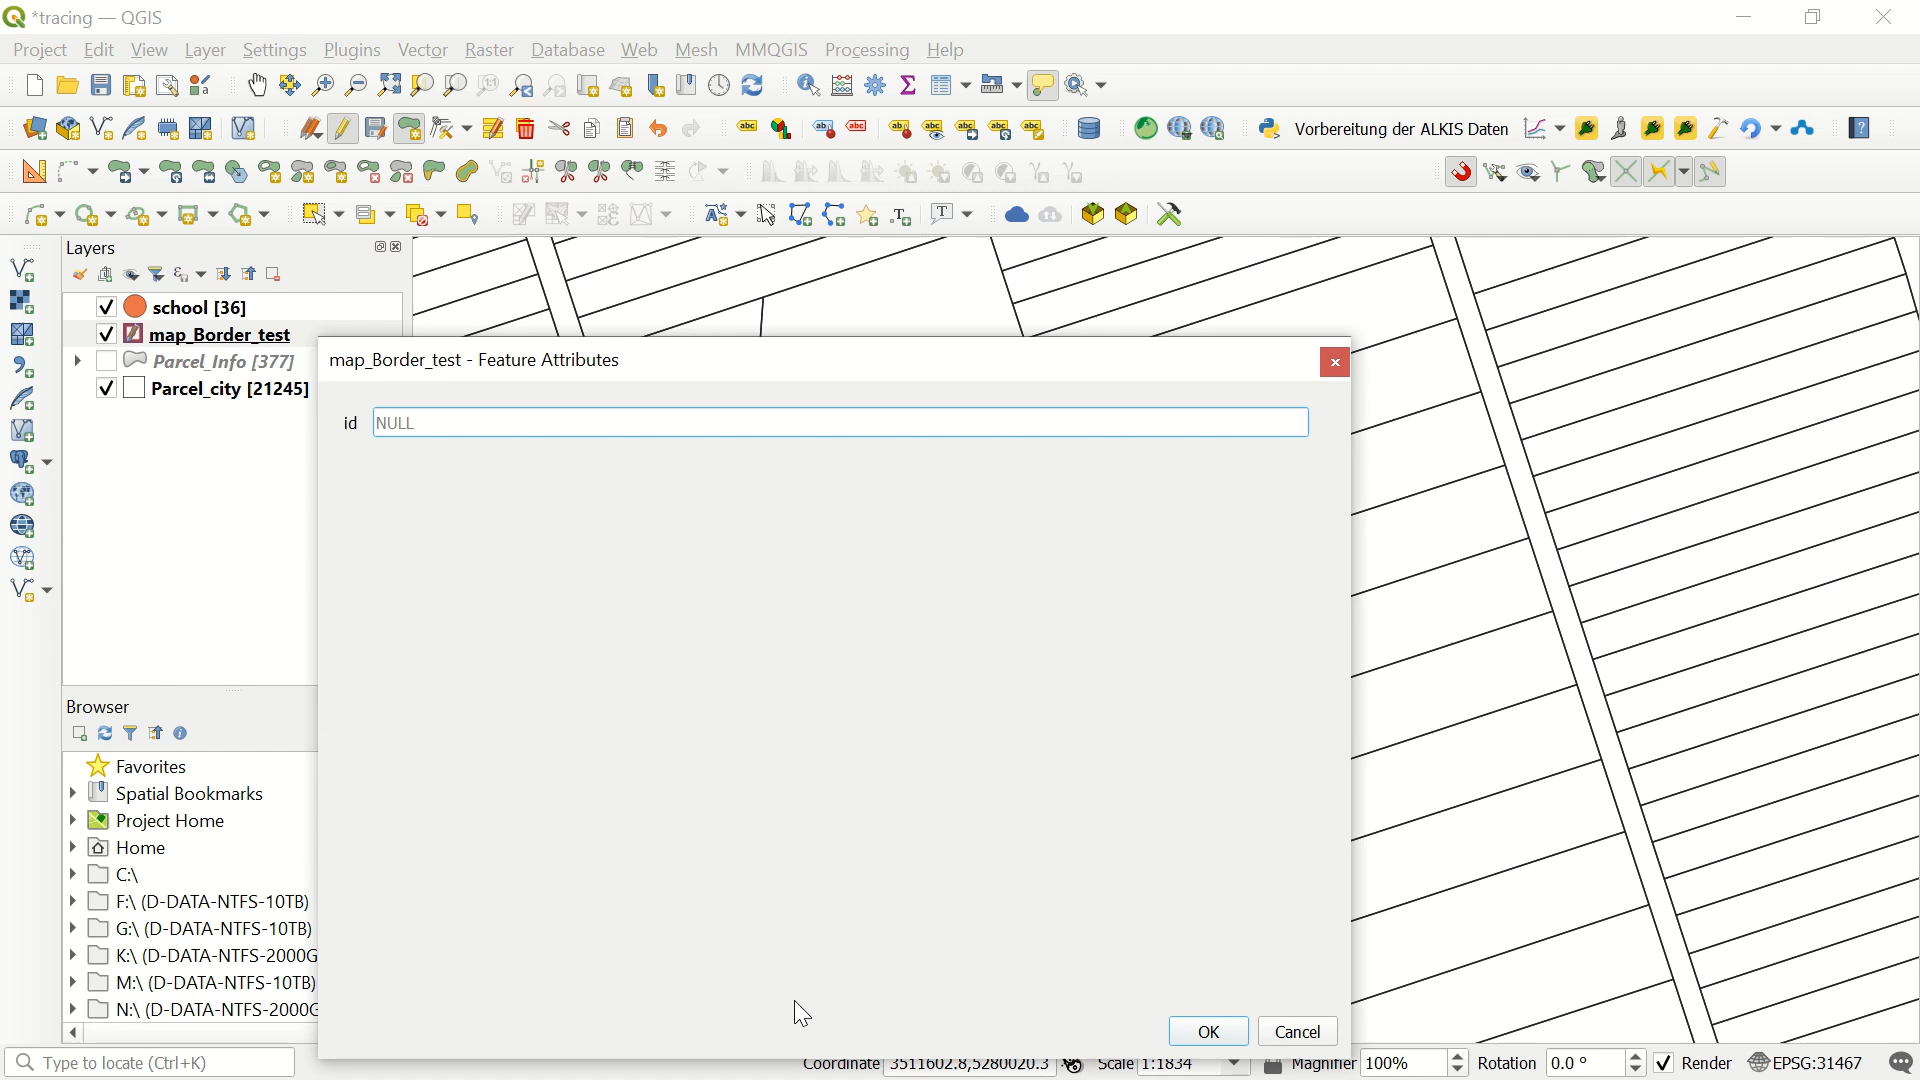 *tracing — QGIS
Project Edit View Layer Settings Plugins Vector Raster Database Web Mesh MMQGIS Processing Help
Vorbereitung der ALKIS Daten
Layers
school [36]
map_Border_test
Parcel_Info [377]
Parcel_city [21245]
map_Border_test - Feature Attributes
id NULL
Browser
Favorites
Spatial Bookmarks
Project Home
Home
C:\
F:\ (D-DATA-NTFS-10TB)
G:\ (D-DATA-NTFS-10TB)
K:\ (D-DATA-NTFS-2000G
M:\ (D-DATA-NTFS-10TB)
N:\ (D-DATA-NTFS-2000G
OK Cancel
Type to locate (Ctrl+K) Coordinate 3511602.8,5280020.3 Scale 1:1834 Magnifier 100% Rotation 0.0 ° Render EPSG:31467